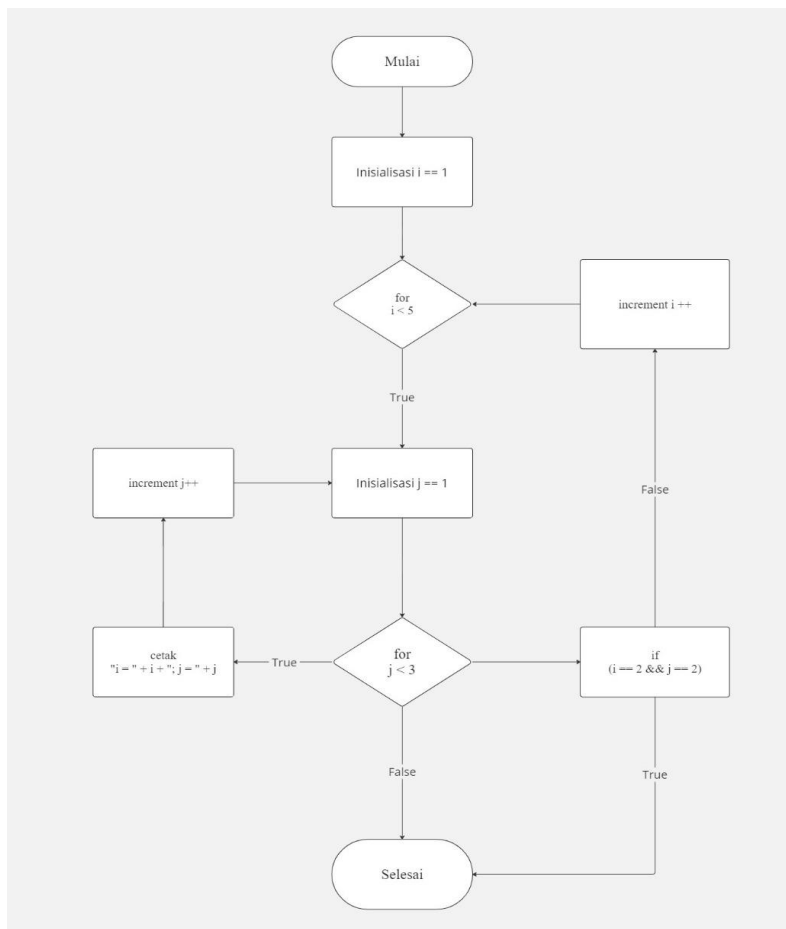 Mulai
Inisialisasi i == 1
for
i < 5
increment i ++
True
increment j++
Inisialisasi j == 1
False
cetak
"i = " + i + "; j = " + j
True
for
j < 3
if
(i == 2 && j == 2)
False
True
Selesai